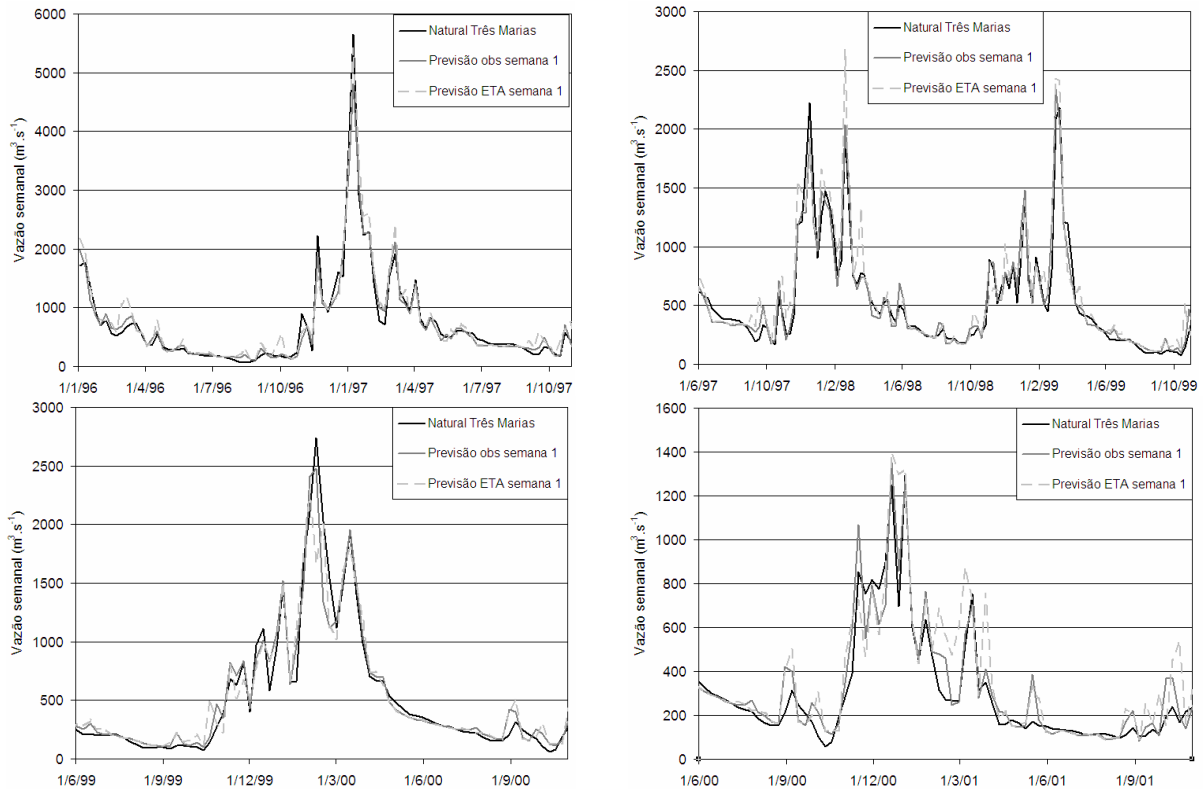 6000
5000
4000
3000
2000
1000
0
Vazão semanal (m³.s⁻¹)
Natural Três Marias
Previsão obs semana 1
Previsão ETA semana 1
1/1/96 1/4/96 1/7/96 1/10/96 1/1/97 1/4/97 1/7/97 1/10/97
3000
2500
2000
1500
1000
500
0
Vazão semanal (m³.s⁻¹)
Natural Três Marias
Previsão obs semana 1
Previsão ETA semana 1
1/6/97 1/10/97 1/2/98 1/6/98 1/10/98 1/2/99 1/6/99 1/10/99
3000
2500
2000
1500
1000
500
0
Vazão semanal (m³.s⁻¹)
Natural Três Marias
Previsão obs semana 1
Previsão ETA semana 1
1/6/99 1/9/99 1/12/99 1/3/00 1/6/00 1/9/00
1600
1400
1200
1000
800
600
400
200
0
Vazão semanal (m³.s⁻¹)
Natural Três Marias
Previsão obs semana 1
Previsão ETA semana 1
1/6/00 1/9/00 1/12/00 1/3/01 1/6/01 1/9/01